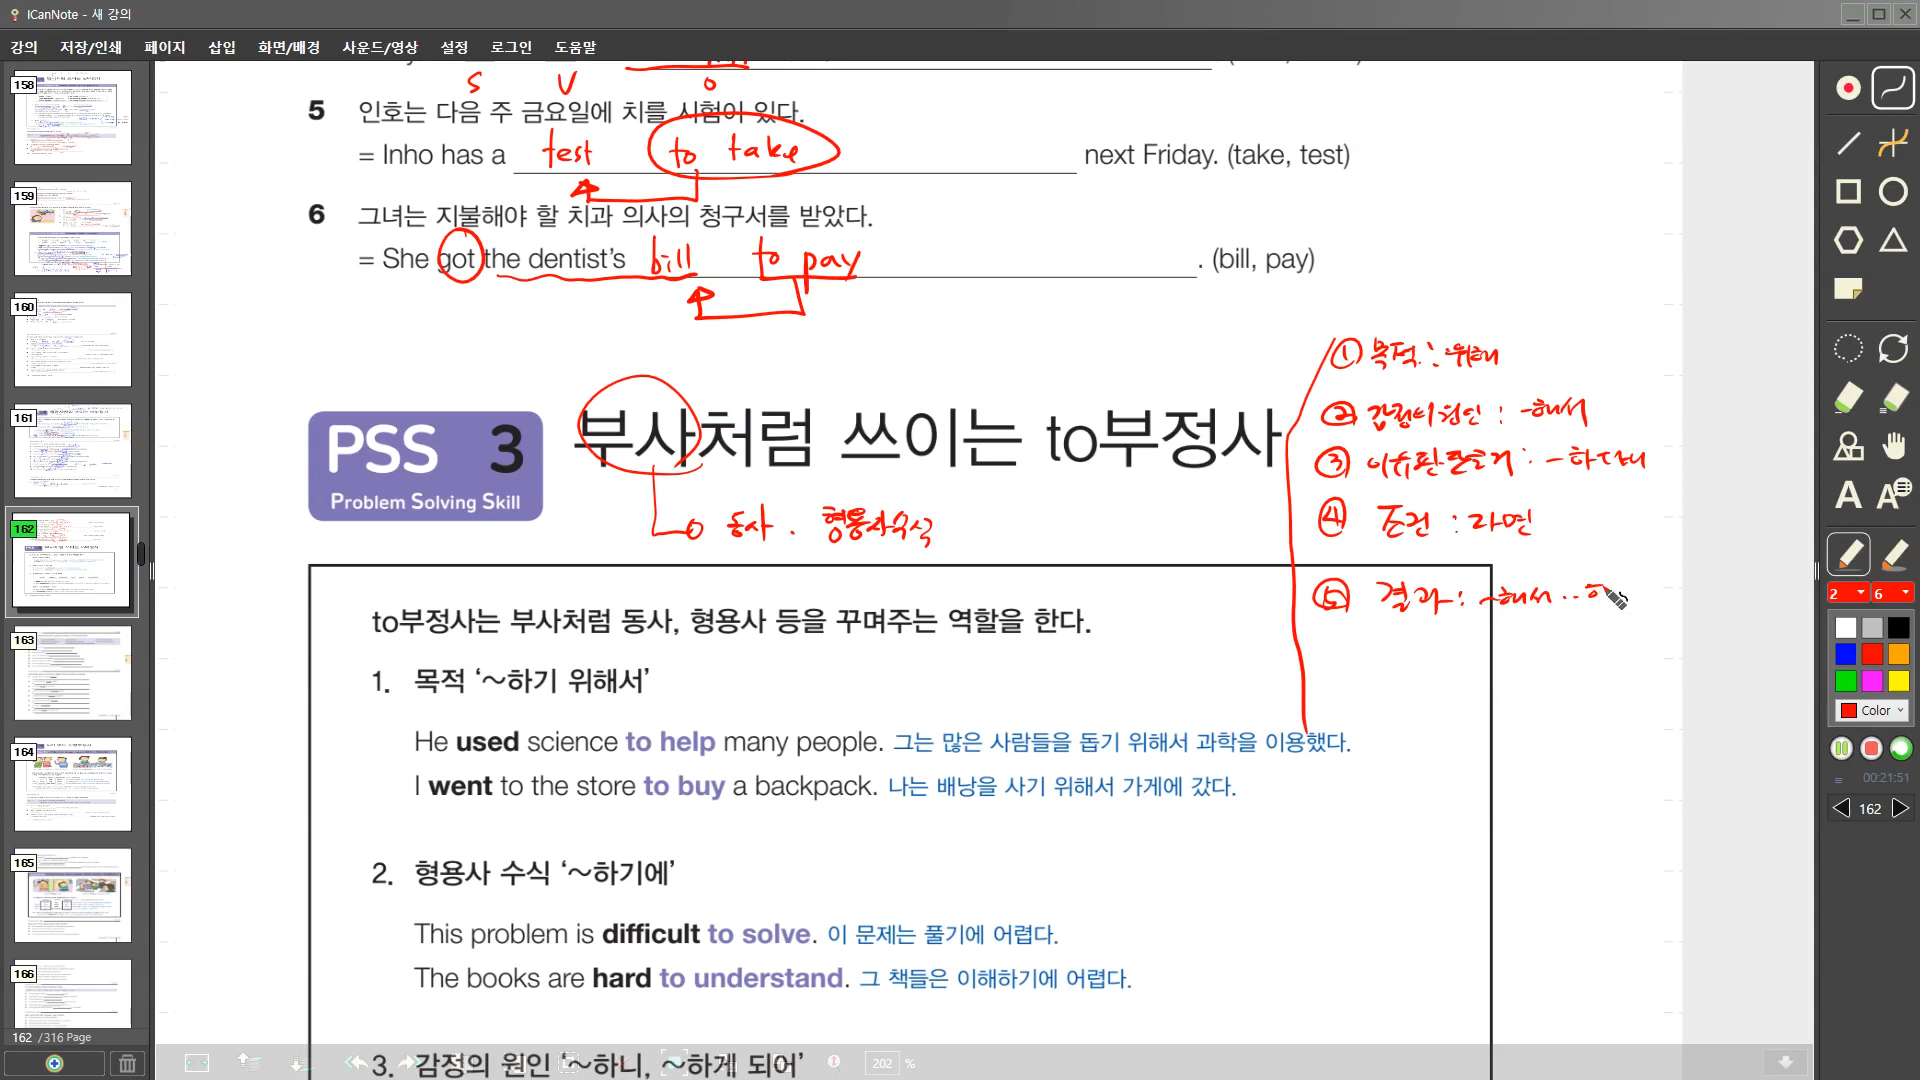 ICanNote - 새 강의
강의 저장/인쇄 페이지 삽입 화면/배경 사운드/영상 설정 로그인 도움말
158
159
160
161
162
163
164
165
166
162 /316 Page
S V O
5 인호는 다음 주 금요일에 치를 시험이 있다.
= Inho has a test to take next Friday. (take, test)
6 그녀는 지불해야 할 치과 의사의 청구서를 받았다.
= She got the dentist's bill to pay . (bill, pay)
PSS 3
Problem Solving Skill
부사처럼 쓰이는 to부정사
동사 . 형용사수식
① 목적 : 위해
② 감정의 원인 : ~해서
③ : ~하다니
④ 조건 : 라면
⑤ 결과 : ~해서 ..
to부정사는 부사처럼 동사, 형용사 등을 꾸며주는 역할을 한다.
1. 목적 ‘~하기 위해서’
He used science to help many people. 그는 많은 사람들을 돕기 위해서 과학을 이용했다.
I went to the store to buy a backpack. 나는 배낭을 사기 위해서 가게에 갔다.
2. 형용사 수식 ‘~하기에’
This problem is difficult to solve. 이 문제는 풀기에 어렵다.
The books are hard to understand. 그 책들은 이해하기에 어렵다.
3. 감정의 원인 ‘~하니, ~하게 되어’
202 %
2 6
Color
00:21:51
162